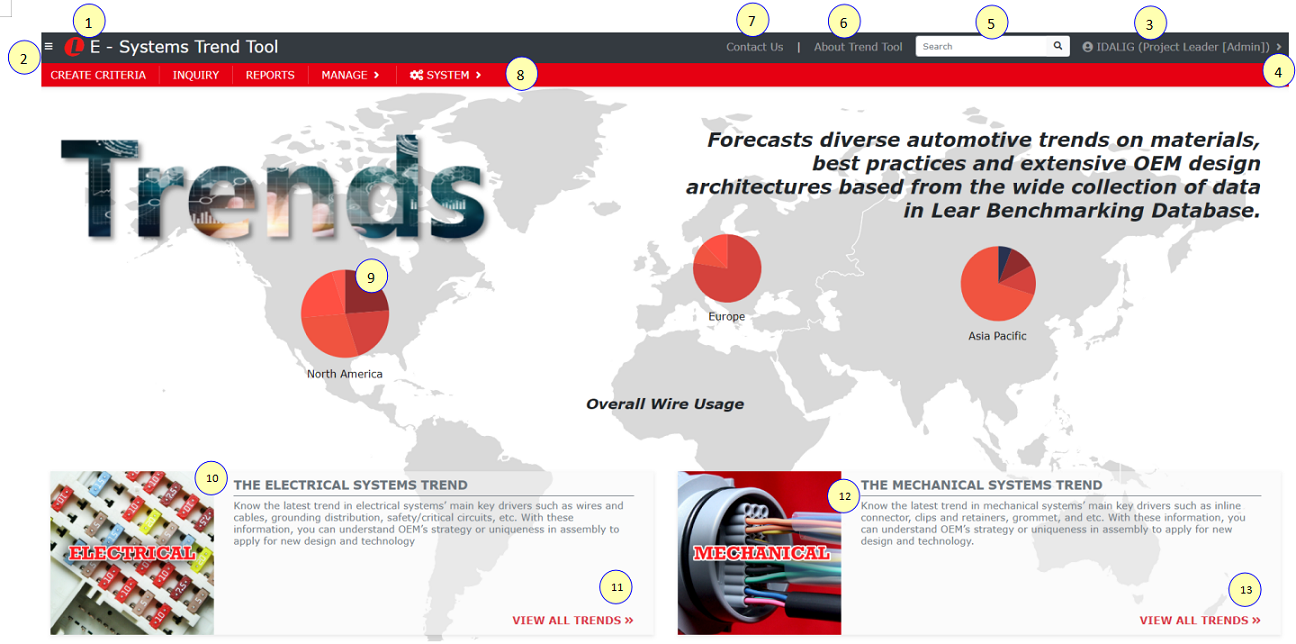 1
7
6
5
3
2
E - Systems Trend Tool
Contact Us | About Trend Tool
Search
IDALIG (Project Leader [Admin])
4
CREATE CRITERIA INQUIRY REPORTS MANAGE SYSTEM
8
Trends
Forecasts diverse automotive trends on materials,
best practices and extensive OEM design
architectures based from the wide collection of data
in Lear Benchmarking Database.
9
North America
Europe
Asia Pacific
Overall Wire Usage
10
ELECTRICAL
THE ELECTRICAL SYSTEMS TREND
Know the latest trend in electrical systems' main key drivers such as wires and
cables, grounding distribution, safety/critical circuits, etc. With these
information, you can understand OEM's strategy or uniqueness in assembly to
apply for new design and technology
11
VIEW ALL TRENDS »
12
MECHANICAL
THE MECHANICAL SYSTEMS TREND
Know the latest trend in mechanical systems' main key drivers such as inline
connector, clips and retainers, grommet, and etc. With these information, you
can understand OEM's strategy or uniqueness in assembly to apply for new
design and technology.
13
VIEW ALL TRENDS »